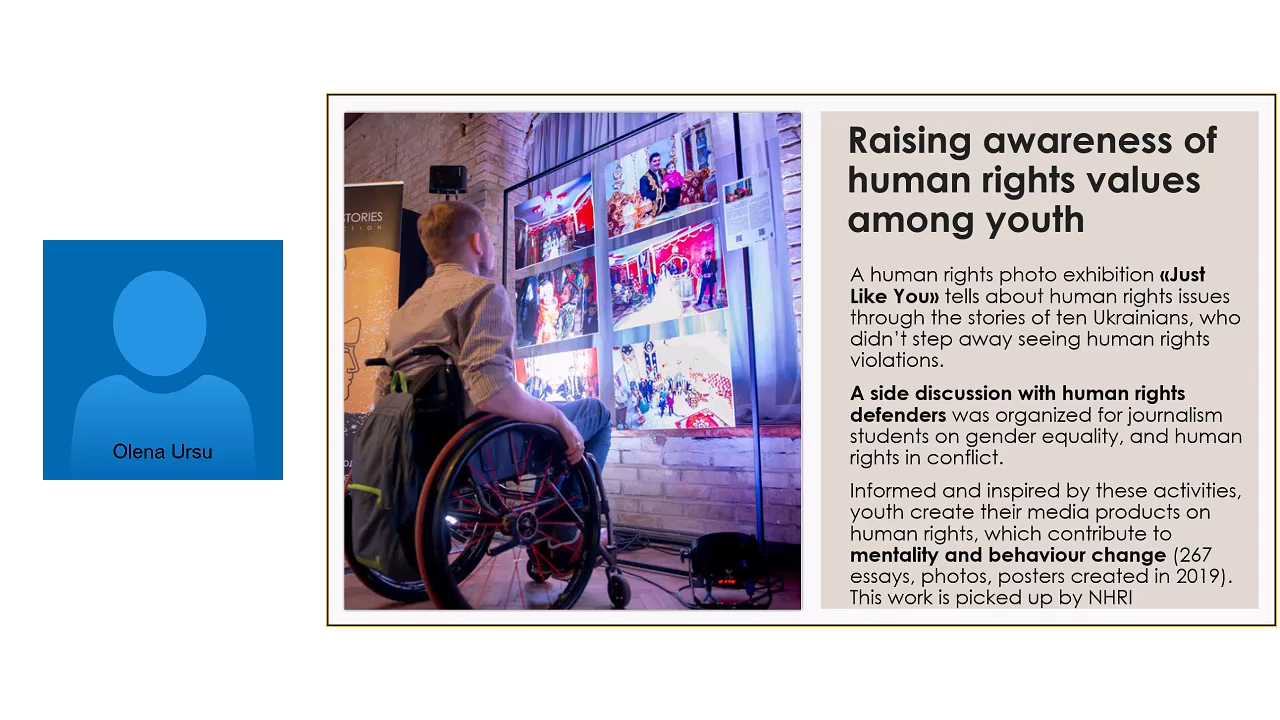 Raising awareness of
human rights values
among youth
A human rights photo exhibition «Just
Like You» tells about human rights issues
through the stories of ten Ukrainians, who
didn't step away seeing human rights
violations.
A side discussion with human rights
defenders was organized for journalism
students on gender equality, and human
rights in conflict.
Informed and inspired by these activities,
youth create their media products on
human rights, which contribute to
mentality and behaviour change (267
essays, photos, posters created in 2019).
This work is picked up by NHRI
Olena Ursu
STORIES